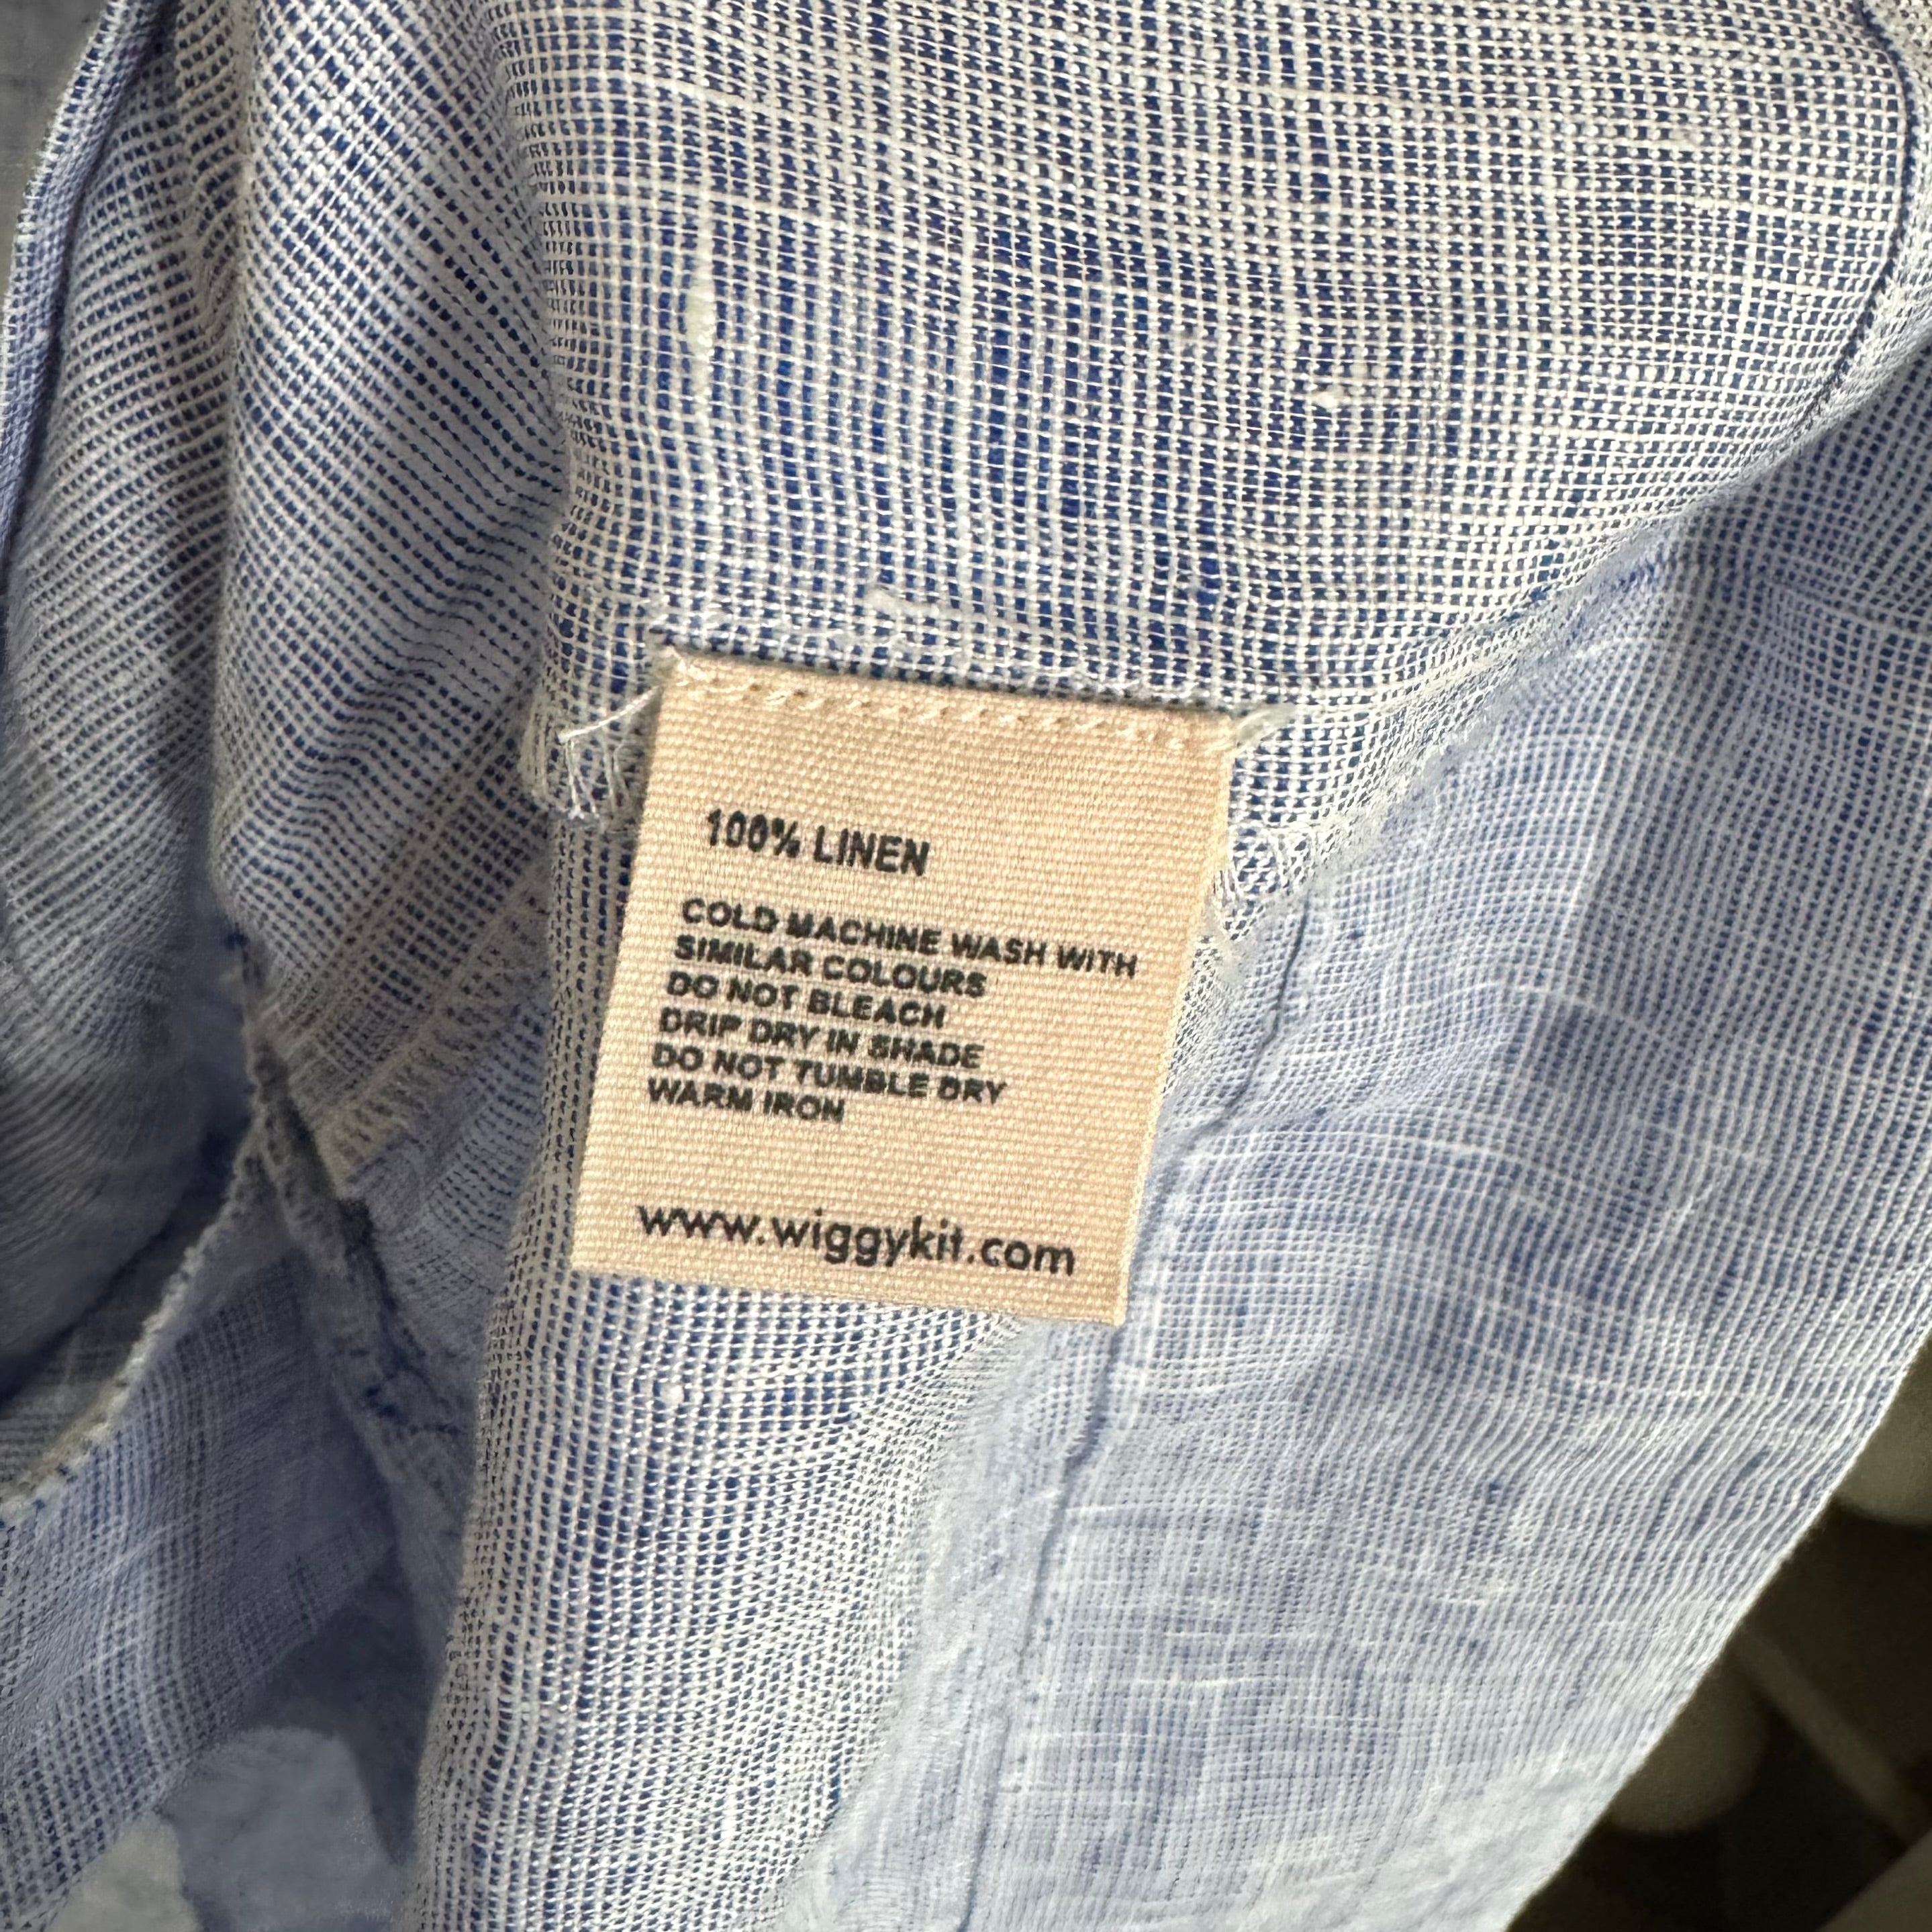 100% LINEN
COLD MACHINE WASH WITH
SIMILAR COLOURS
DO NOT BLEACH
DRIP DRY IN SHADE
DO NOT TUMBLE DRY
WARM IRON
www.wiggykit.com